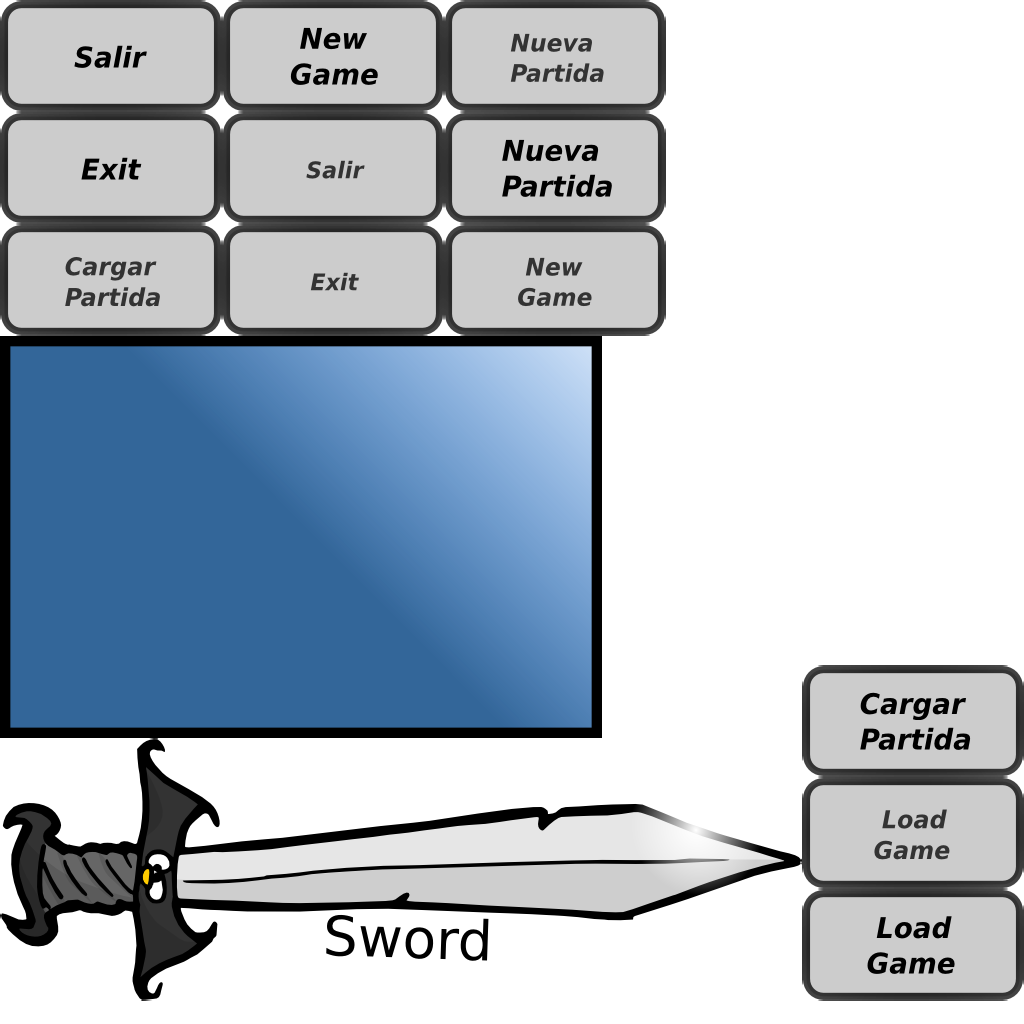 Salir
New
Game
Nueva
Partida
Exit
Salir
Nueva
Partida
Cargar
Partida
Exit
New
Game
Cargar
Partida
Load
Game
Load
Game
Sword